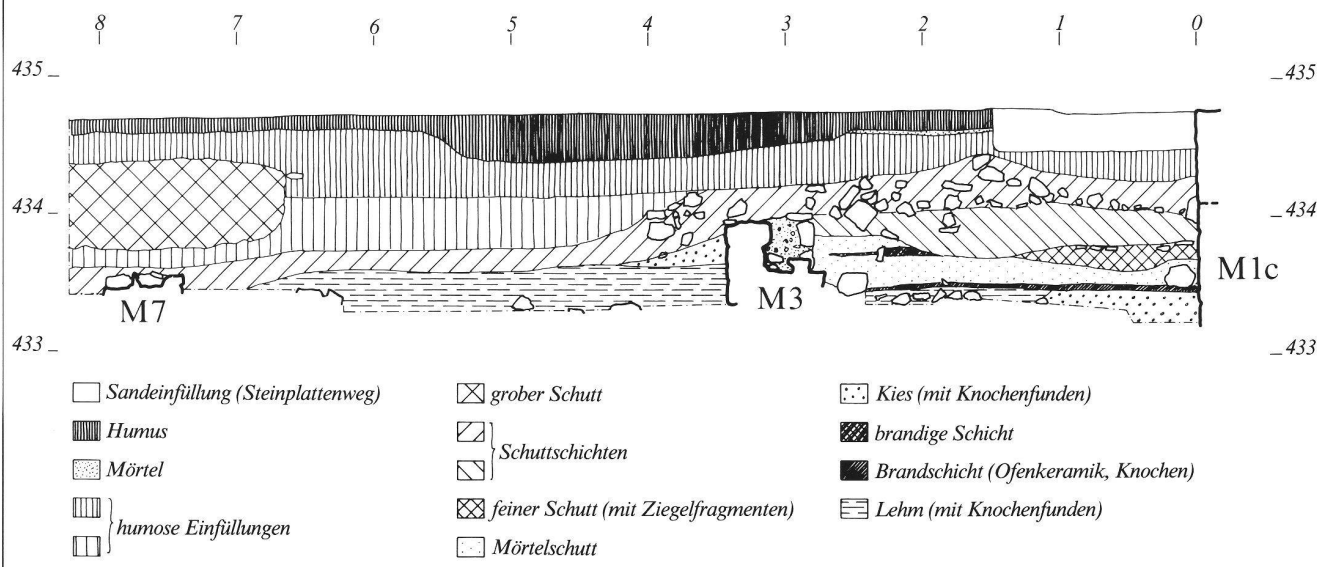 8 7 6 5 4 3 2 1 0
435 435
434 434
M1c
M7 M3
433 433
Sandeinfüllung (Steinplattenweg)
Humus
Mörtel
humose Einfüllungen
grober Schutt
Schuttschichten
feiner Schutt (mit Ziegelfragmenten)
Mörtelschutt
Kies (mit Knochenfunden)
brandige Schicht
Brandschicht (Ofenkeramik, Knochen)
Lehm (mit Knochenfunden)